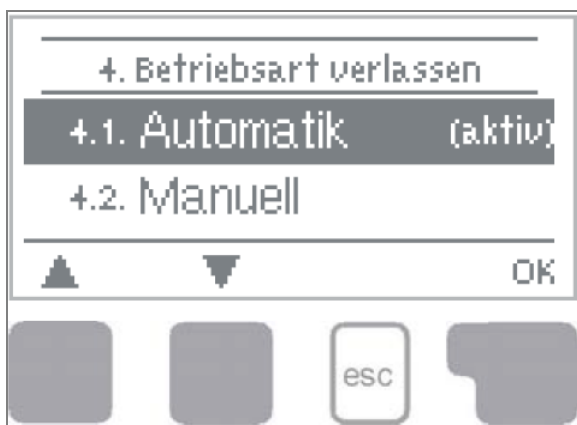 4. Betriebsart verlassen
4.1. Automatik (aktiv)
4.2. Manuell
▲ ▼ OK
esc